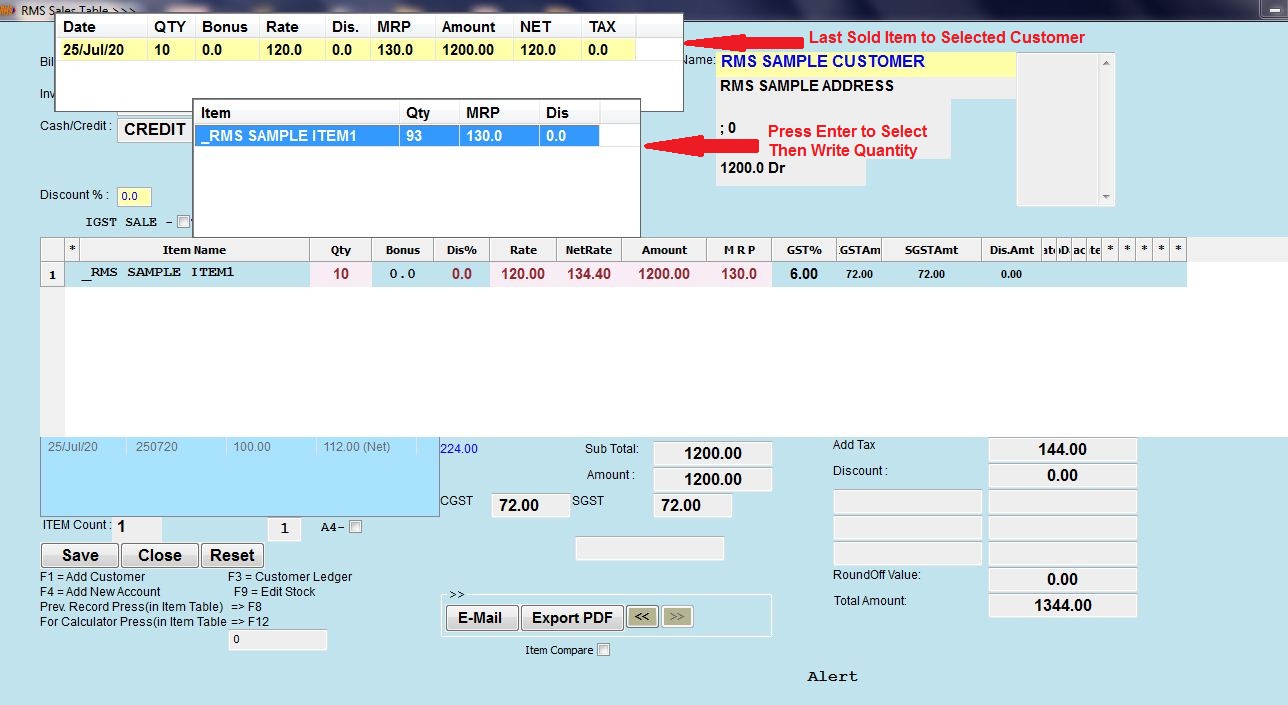 RMS Sales Table >>>
Date QTY Bonus Rate Dis. MRP Amount NET TAX
25/Jul/20 10 0.0 120.0 0.0 130.0 1200.00 120.0 0.0
Last Sold Item to Selected Customer
Bil
Name: RMS SAMPLE CUSTOMER
RMS SAMPLE ADDRESS
Inv
Item Qty MRP Dis
_RMS SAMPLE ITEM1 93 130.0 0.0
Cash/Credit : CREDIT
; 0
Press Enter to Select
Then Write Quantity
1200.0 Dr
Discount % : 0.0
IGST SALE -
* Item Name Qty Bonus Dis% Rate NetRate Amount M R P GST% GSTAm SGSTAmt Dis.Amt * * * * *
1 _RMS SAMPLE ITEM1 10 0.0 0.0 120.00 134.40 1200.00 130.0 6.00 72.00 72.00 0.00
25/Jul/20 250720 100.00 112.00 (Net) 224.00
Sub Total: 1200.00
Add Tax 144.00
Amount : 1200.00
Discount : 0.00
CGST 72.00 SGST 72.00
ITEM Count : 1 1 A4-
Save Close Reset
F1 = Add Customer F3 = Customer Ledger
F4 = Add New Account F9 = Edit Stock
Prev. Record Press(in Item Table) => F8
For Calculator Press(in Item Table => F12
0
>>
E-Mail Export PDF << >>
Item Compare
RoundOff Value: 0.00
Total Amount: 1344.00
Alert